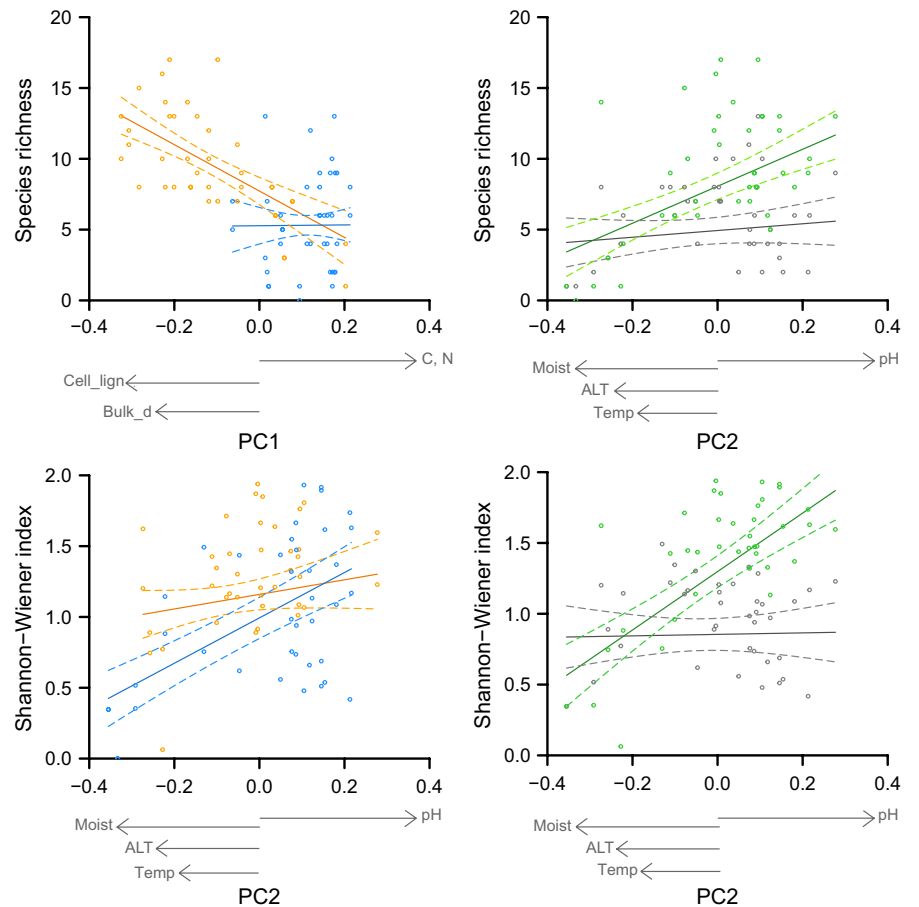 Species richness
20
15
10
5
0
−0.4 −0.2 0.0 0.2 0.4
C, N
Cell_lign
Bulk_d
PC1
Species richness
20
15
10
5
0
−0.4 −0.2 0.0 0.2 0.4
pH
Moist
ALT
Temp
PC2
Shannon−Wiener index
2.0
1.5
1.0
0.5
0.0
−0.4 −0.2 0.0 0.2 0.4
pH
Moist
ALT
Temp
PC2
Shannon−Wiener index
2.0
1.5
1.0
0.5
0.0
−0.4 −0.2 0.0 0.2 0.4
pH
Moist
ALT
Temp
PC2